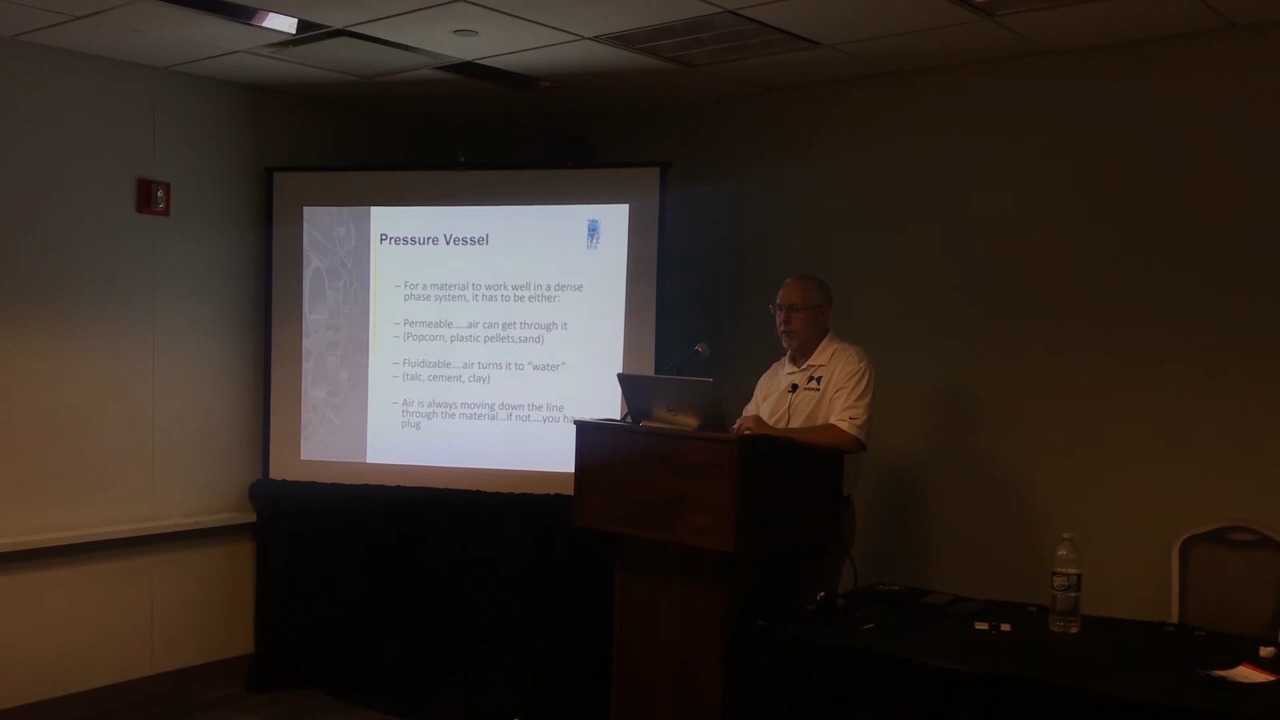 Pressure Vessel
– For a material to work well in a dense
phase system, it has to be either:
– Permeable.....air can get through it
– (Popcorn, plastic pellets,sand)
– Fluidizable....air turns it to “water”
– (talc, cement, clay)
– Air is always moving down the line
through the material...if not....you ha
plug